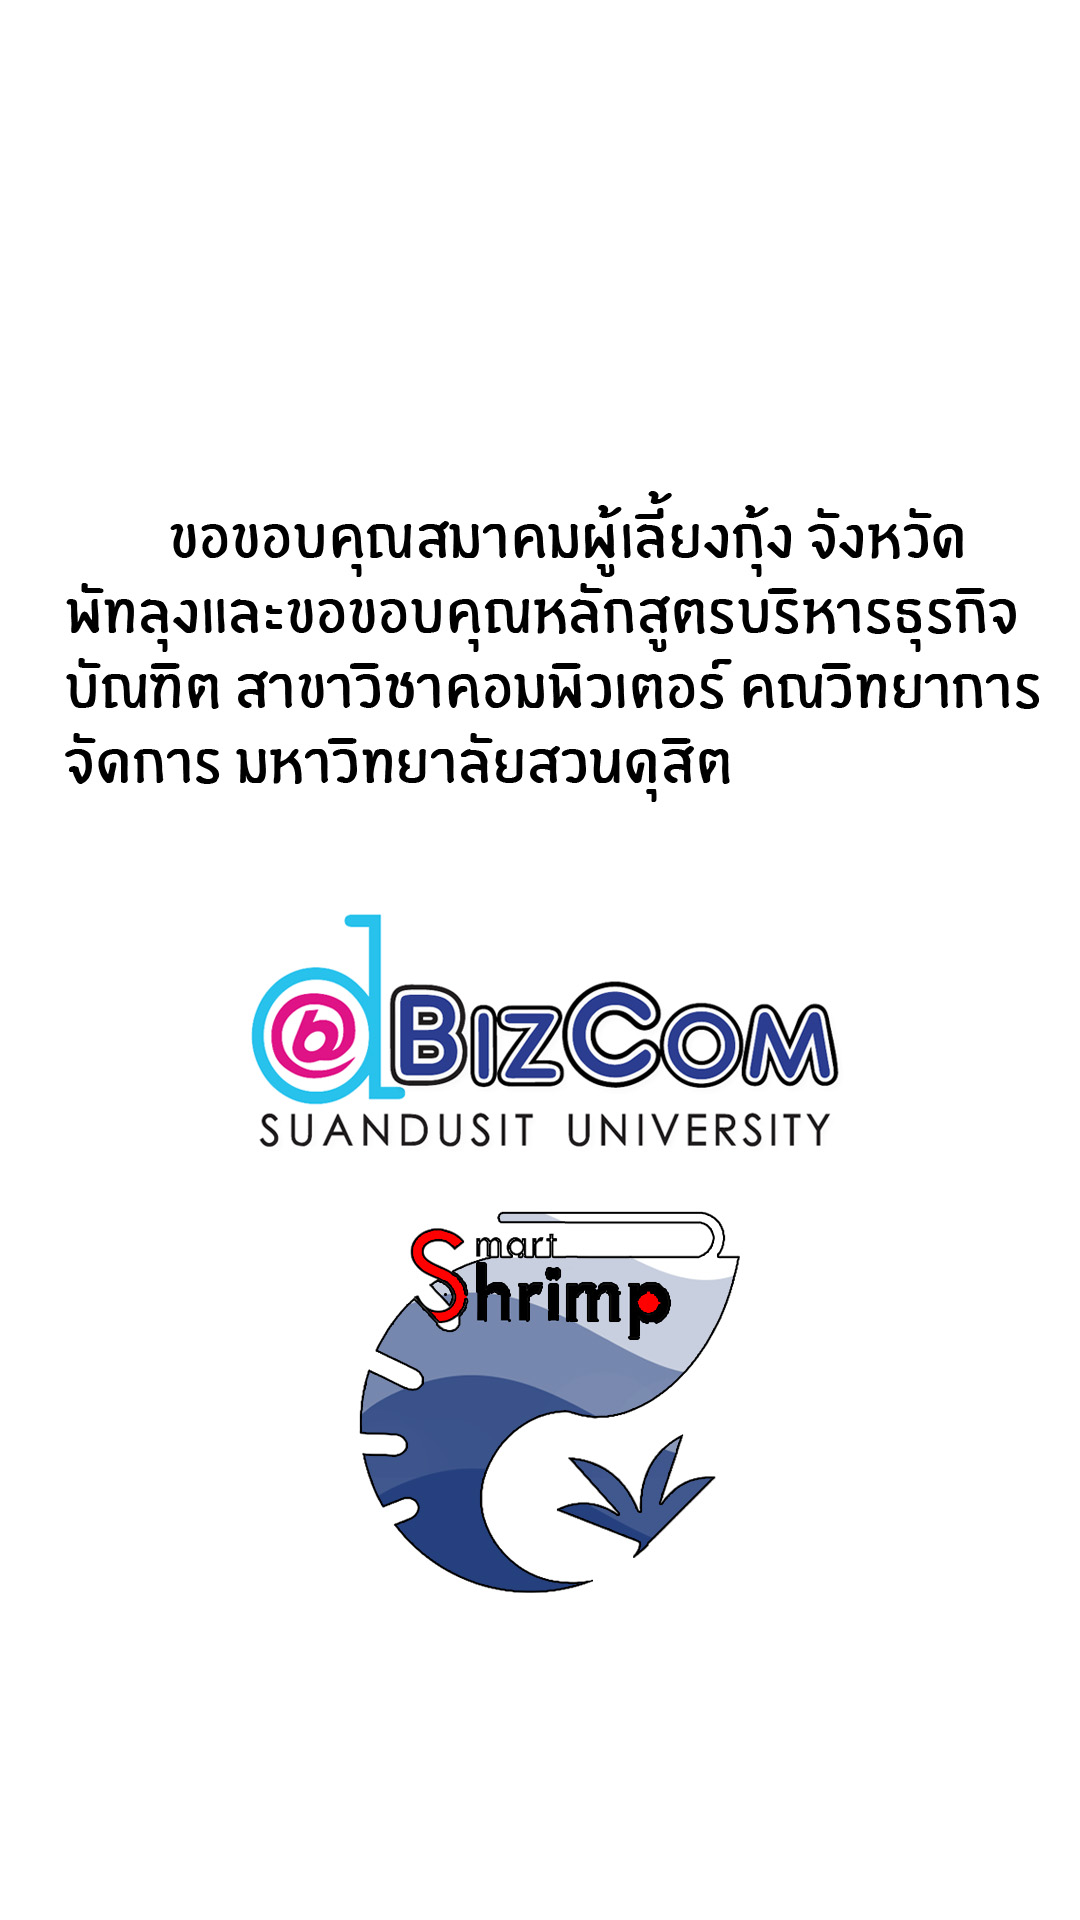 ขอขอบคุณสมาคมผู้เลี้ยงกุ้ง จังหวัด
พัทลุงและขอขอบคุณหลักสูตรบริหารธุรกิจ
บัณฑิต สาขาวิชาคอมพิวเตอร์ คณวิทยาการ
จัดการ มหาวิทยาลัยสวนดุสิต
d b BIZCOM
SUANDUSIT UNIVERSITY
Smart
Shrimp